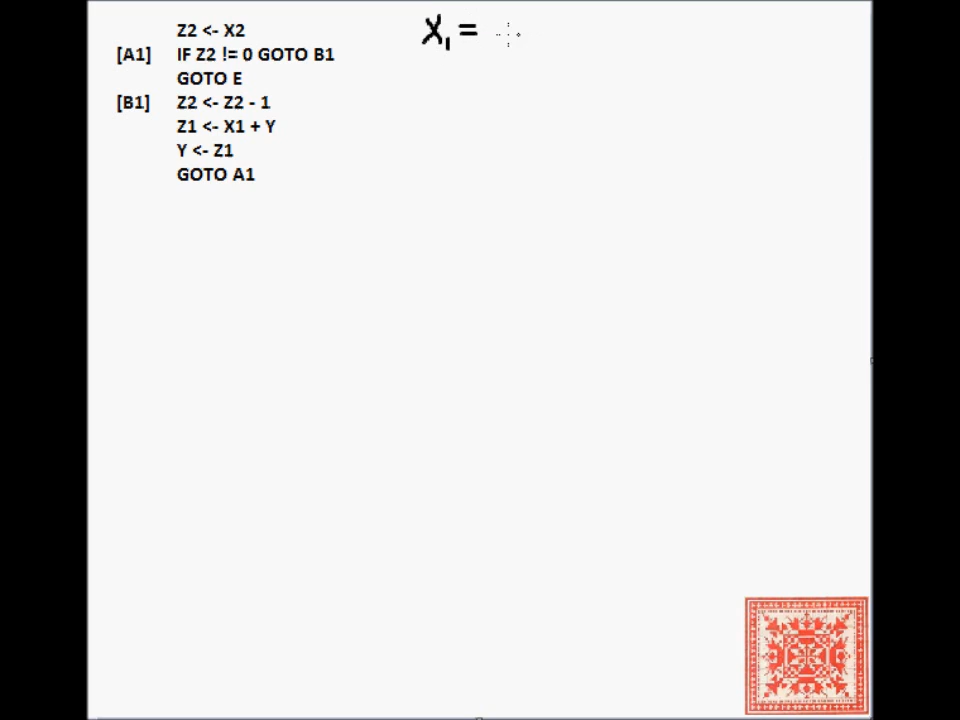 Z2 <- X2
[A1] IF Z2 != 0 GOTO B1
GOTO E
[B1] Z2 <- Z2 - 1
Z1 <- X1 + Y
Y <- Z1
GOTO A1
X₁ =